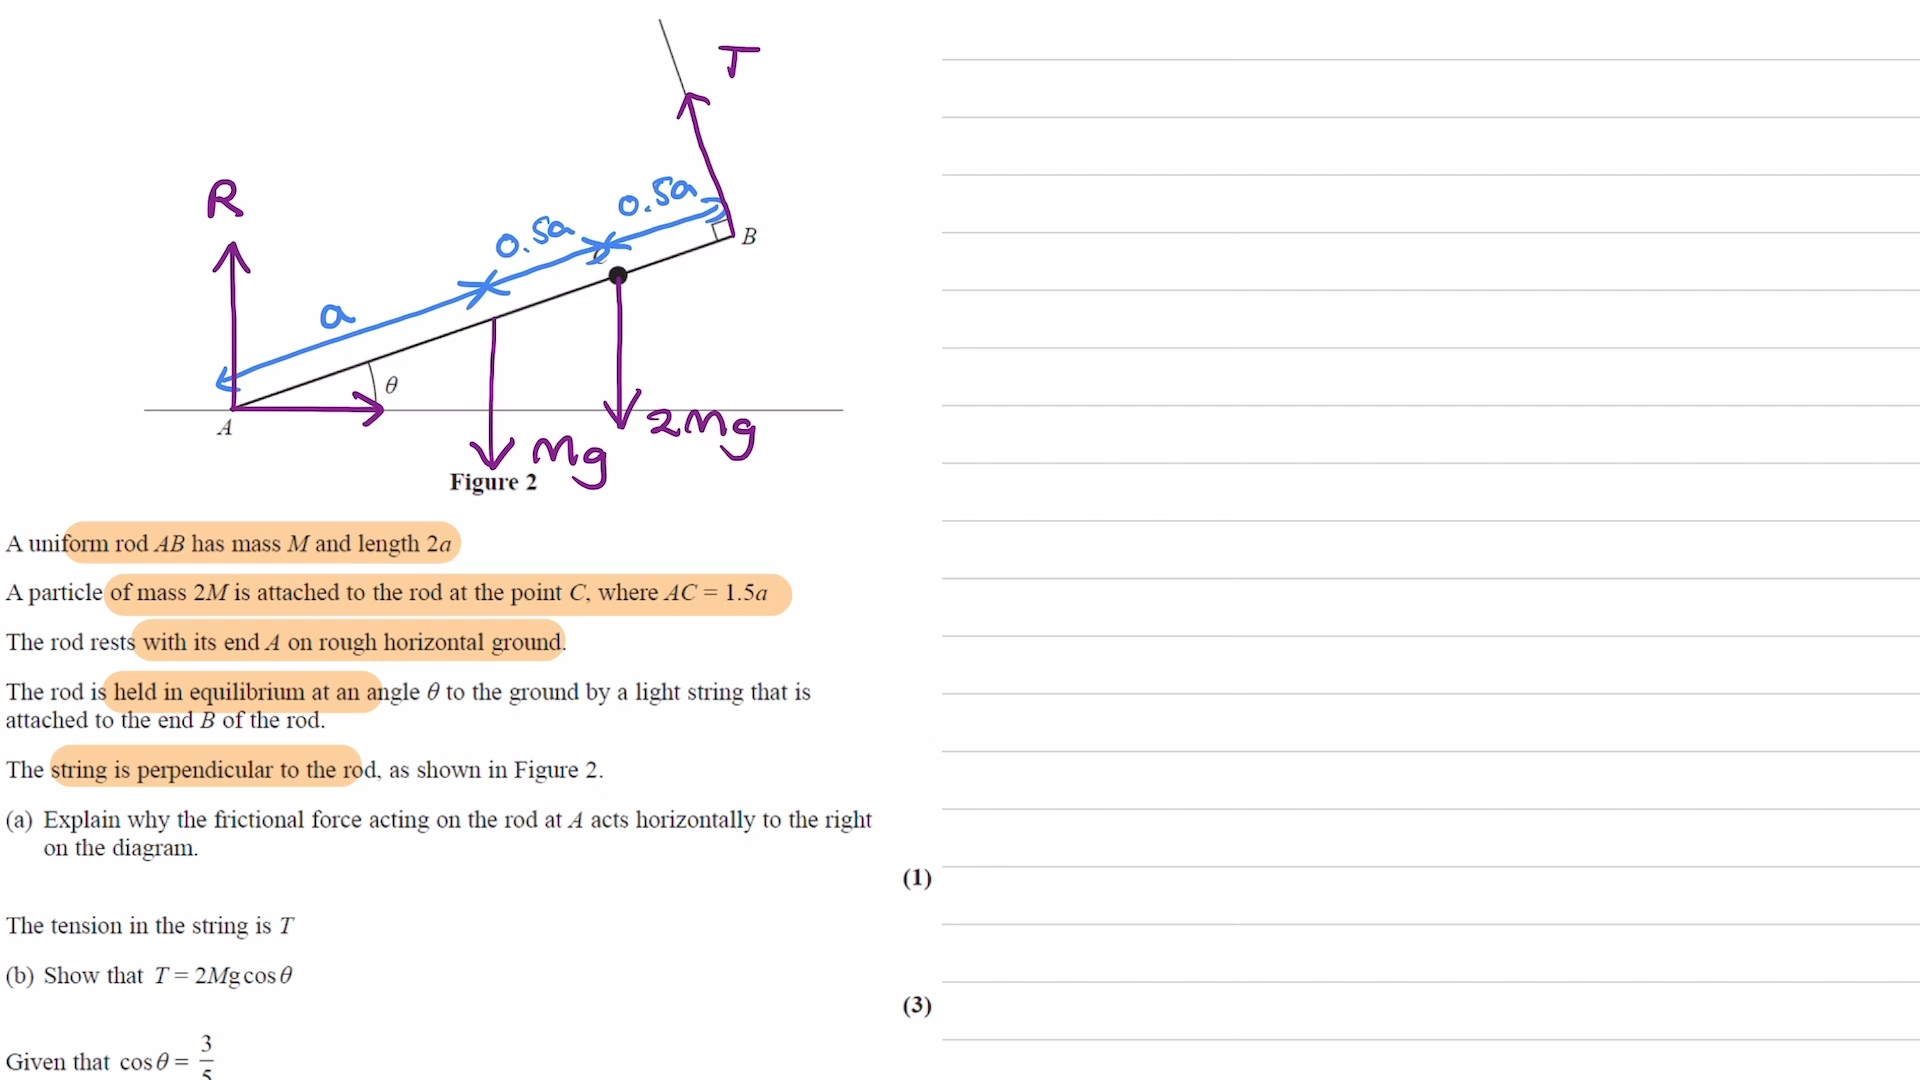 T
R
0.5a
0.5a
B
C
a
θ
A
2Mg
Mg
Figure 2
A uniform rod AB has mass M and length 2a
A particle of mass 2M is attached to the rod at the point C, where AC = 1.5a
The rod rests with its end A on rough horizontal ground.
The rod is held in equilibrium at an angle θ to the ground by a light string that is
attached to the end B of the rod.
The string is perpendicular to the rod, as shown in Figure 2.
(a) Explain why the frictional force acting on the rod at A acts horizontally to the right
on the diagram.
(1)
The tension in the string is T
(b) Show that T = 2Mg cos θ
(3)
Given that cos θ = 3/5